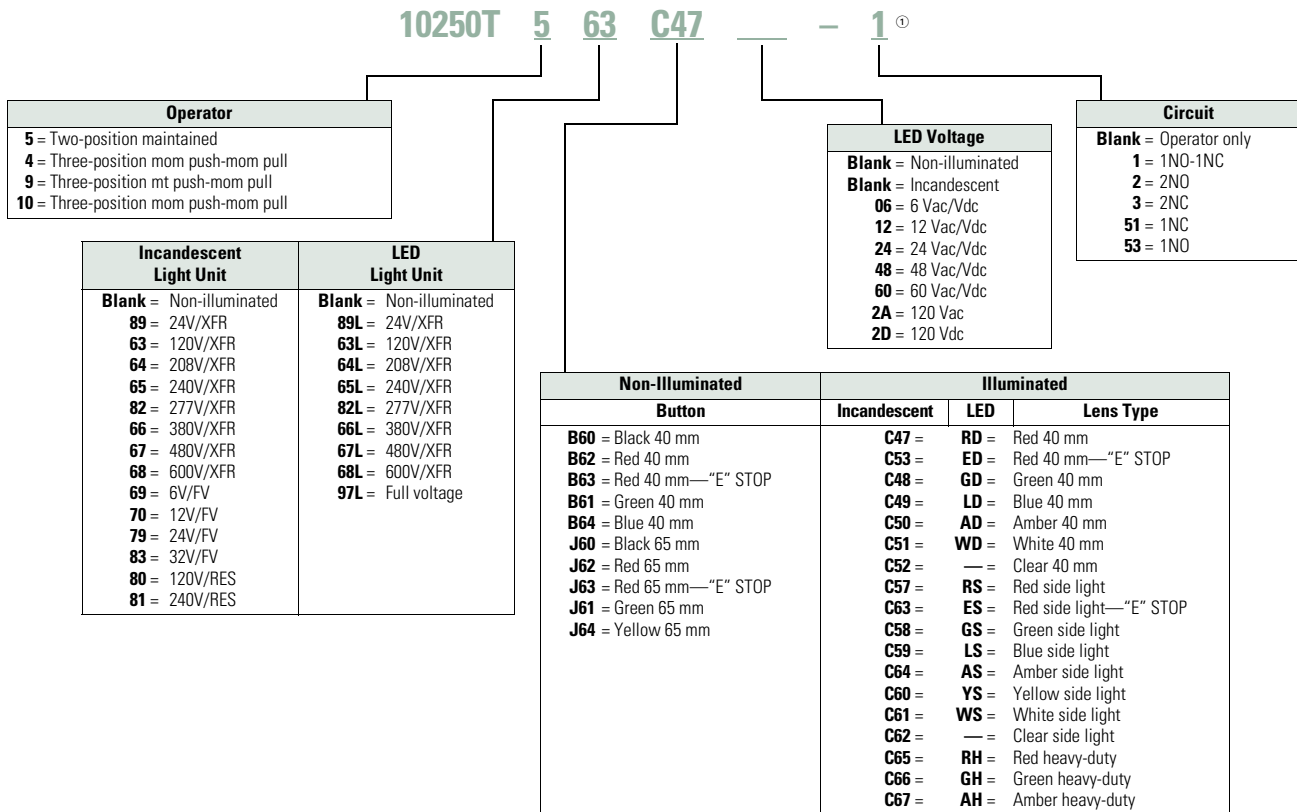 10250T 5 63 C47 ___ – 1 ①
Operator
5 = Two-position maintained
4 = Three-position mom push-mom pull
9 = Three-position mt push-mom pull
10 = Three-position mom push-mom pull
Incandescent
Light Unit
Blank = Non-illuminated
89 = 24V/XFR
63 = 120V/XFR
64 = 208V/XFR
65 = 240V/XFR
82 = 277V/XFR
66 = 380V/XFR
67 = 480V/XFR
68 = 600V/XFR
69 = 6V/FV
70 = 12V/FV
79 = 24V/FV
83 = 32V/FV
80 = 120V/RES
81 = 240V/RES
LED
Light Unit
Blank = Non-illuminated
89L = 24V/XFR
63L = 120V/XFR
64L = 208V/XFR
65L = 240V/XFR
82L = 277V/XFR
66L = 380V/XFR
67L = 480V/XFR
68L = 600V/XFR
97L = Full voltage
LED Voltage
Blank = Non-illuminated
Blank = Incandescent
06 = 6 Vac/Vdc
12 = 12 Vac/Vdc
24 = 24 Vac/Vdc
48 = 48 Vac/Vdc
60 = 60 Vac/Vdc
2A = 120 Vac
2D = 120 Vdc
Circuit
Blank = Operator only
1 = 1NO-1NC
2 = 2NO
3 = 2NC
51 = 1NC
53 = 1NO
Non-Illuminated
Button
B60 = Black 40 mm
B62 = Red 40 mm
B63 = Red 40 mm—“E” STOP
B61 = Green 40 mm
B64 = Blue 40 mm
J60 = Black 65 mm
J62 = Red 65 mm
J63 = Red 65 mm—“E” STOP
J61 = Green 65 mm
J64 = Yellow 65 mm
Illuminated
Incandescent LED Lens Type
C47 = RD = Red 40 mm
C53 = ED = Red 40 mm—“E” STOP
C48 = GD = Green 40 mm
C49 = LD = Blue 40 mm
C50 = AD = Amber 40 mm
C51 = WD = White 40 mm
C52 = — = Clear 40 mm
C57 = RS = Red side light
C63 = ES = Red side light—“E” STOP
C58 = GS = Green side light
C59 = LS = Blue side light
C64 = AS = Amber side light
C60 = YS = Yellow side light
C61 = WS = White side light
C62 = — = Clear side light
C65 = RH = Red heavy-duty
C66 = GH = Green heavy-duty
C67 = AH = Amber heavy-duty